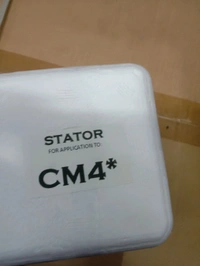 STATOR
FOR APPLICATION TO
CM4*